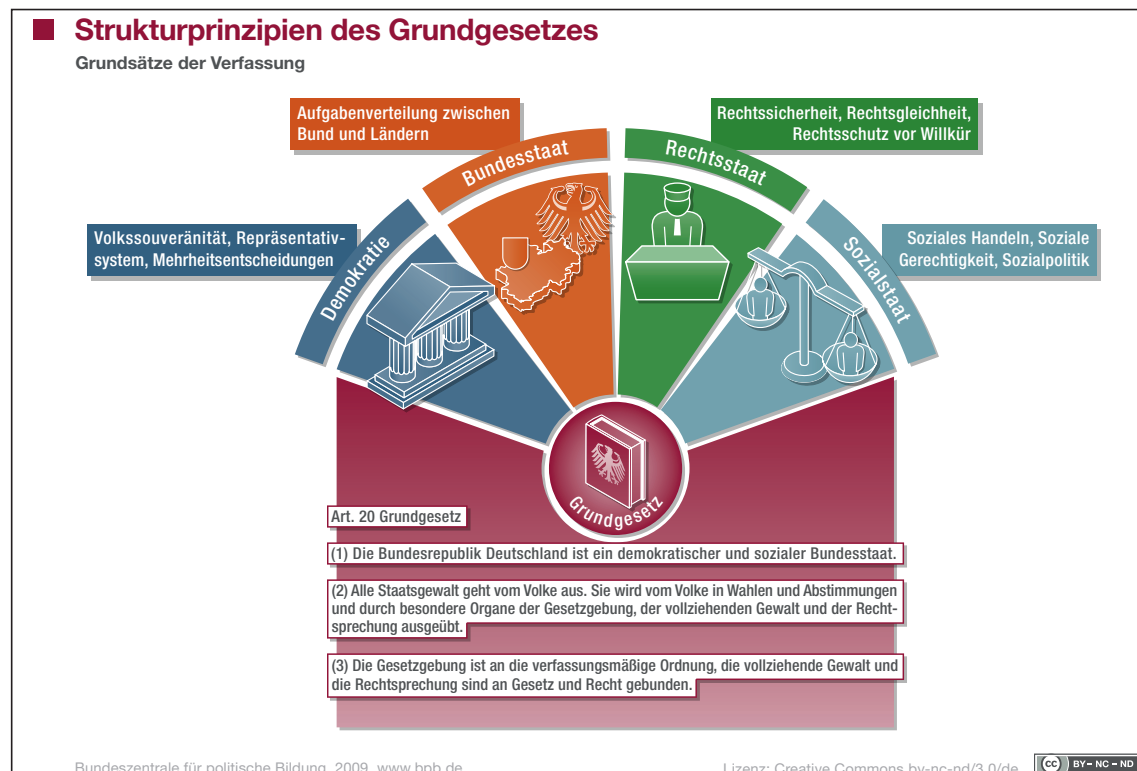 Strukturprinzipien des Grundgesetzes
Grundsätze der Verfassung
Aufgabenverteilung zwischen
Bund und Ländern
Rechtssicherheit, Rechtsgleichheit,
Rechtsschutz vor Willkür
Volkssouveränität, Repräsentativ-
system, Mehrheitsentscheidungen
Soziales Handeln, Soziale
Gerechtigkeit, Sozialpolitik
Demokratie
Bundesstaat
Rechtsstaat
Sozialstaat
Grundgesetz
Art. 20 Grundgesetz
(1) Die Bundesrepublik Deutschland ist ein demokratischer und sozialer Bundesstaat.
(2) Alle Staatsgewalt geht vom Volke aus. Sie wird vom Volke in Wahlen und Abstimmungen
und durch besondere Organe der Gesetzgebung, der vollziehenden Gewalt und der Recht-
sprechung ausgeübt.
(3) Die Gesetzgebung ist an die verfassungsmäßige Ordnung, die vollziehende Gewalt und
die Rechtsprechung sind an Gesetz und Recht gebunden.
Bundeszentrale für politische Bildung, 2009, www.bpb.de
Lizenz: Creative Commons by-nc-nd/3.0/de
cc BY - NC - ND